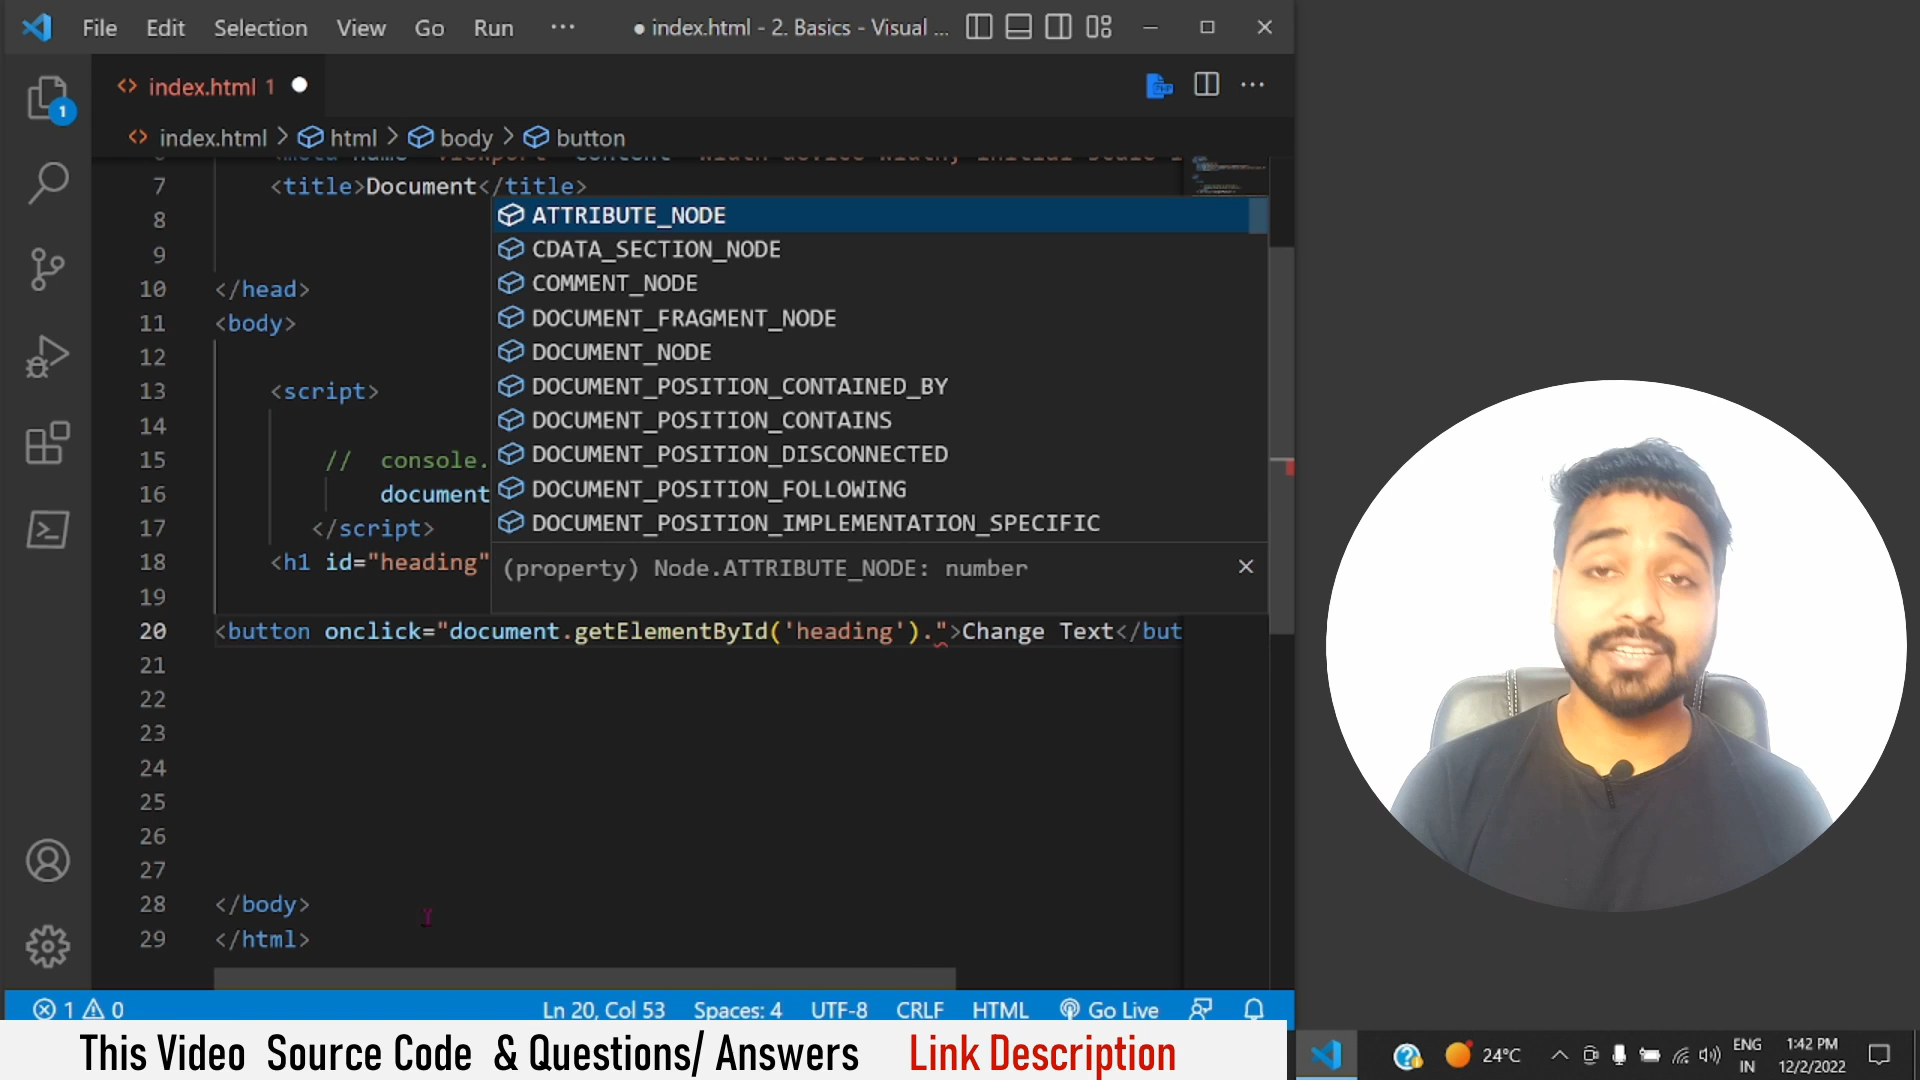 File Edit Selection View Go Run ··· ● index.html - 2. Basics - Visual ...
1
<> index.html 1 ●
<> index.html > html > body > button
7 <title>Document</title>
8
9
10 </head>
11 <body>
12
13 <script>
14
15 // console.
16 document
17 </script>
18 <h1 id="heading"
19
20 <button onclick="document.getElementById('heading').">Change Text</but
21
22
23
24
25
26
27
28 </body>
29 </html>
ATTRIBUTE_NODE
CDATA_SECTION_NODE
COMMENT_NODE
DOCUMENT_FRAGMENT_NODE
DOCUMENT_NODE
DOCUMENT_POSITION_CONTAINED_BY
DOCUMENT_POSITION_CONTAINS
DOCUMENT_POSITION_DISCONNECTED
DOCUMENT_POSITION_FOLLOWING
DOCUMENT_POSITION_IMPLEMENTATION_SPECIFIC
(property) Node.ATTRIBUTE_NODE: number
1 0 Ln 20, Col 53 Spaces: 4 UTF-8 CRLF HTML Go Live
This Video Source Code & Questions/ Answers Link Description
24°C
ENG
IN
1:42 PM
12/2/2022